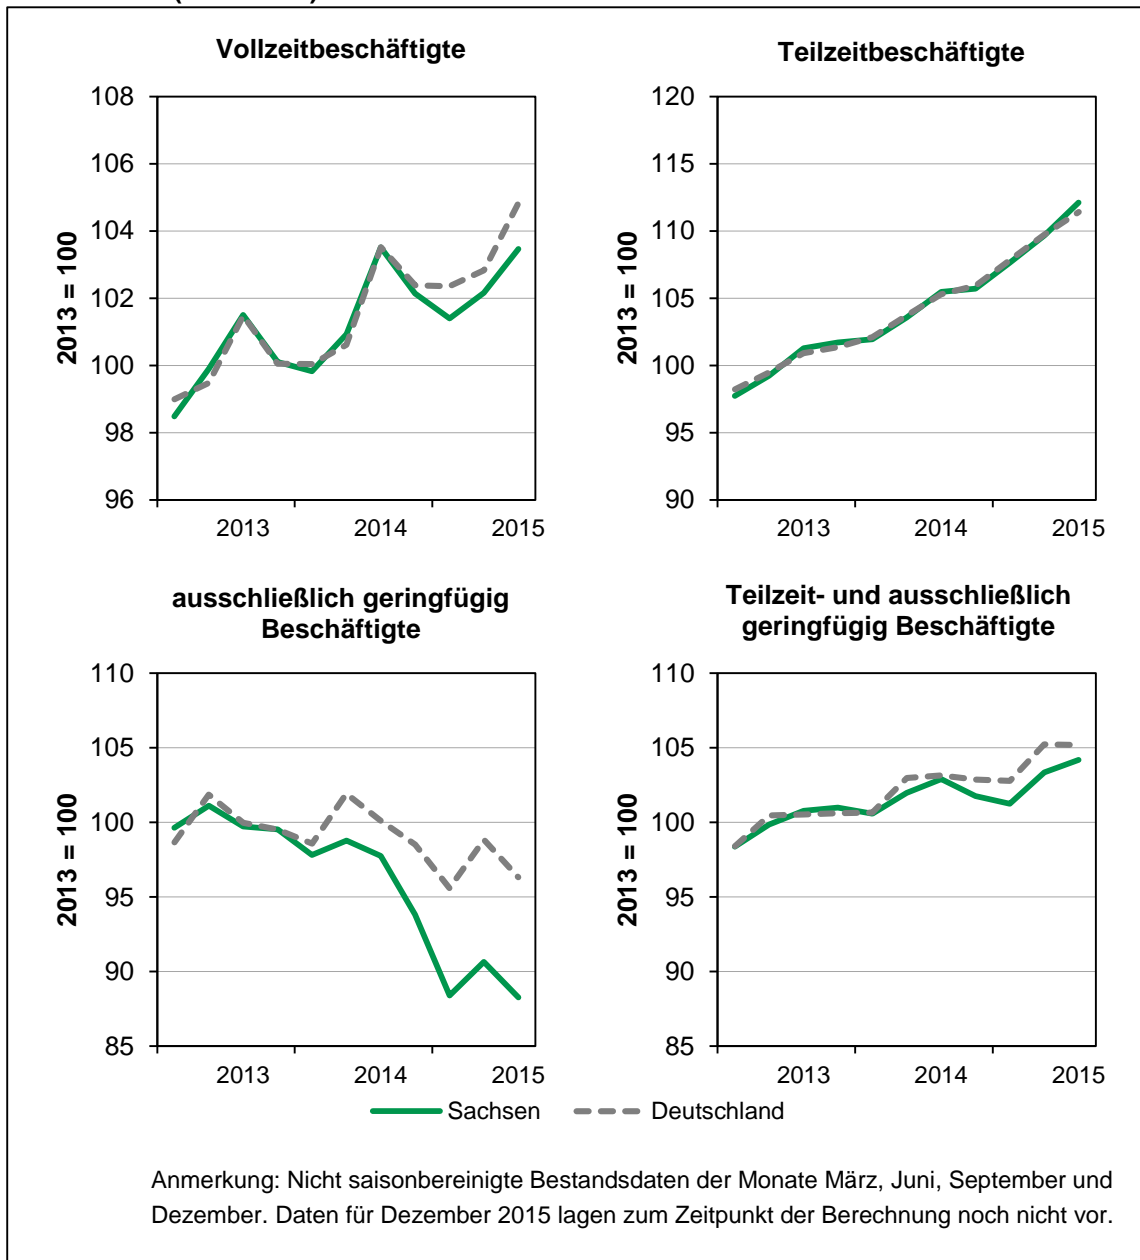 Vollzeitbeschäftigte
Teilzeitbeschäftigte
108
106
104
102
100
98
96
2013 = 100
2013
2014
2015
120
115
110
105
100
95
90
2013 = 100
2013
2014
2015
ausschließlich geringfügig
Beschäftigte
Teilzeit- und ausschließlich
geringfügig Beschäftigte
110
105
100
95
90
85
2013 = 100
2013
2014
2015
110
105
100
95
90
85
2013 = 100
2013
2014
2015
Sachsen
Deutschland
Anmerkung: Nicht saisonbereinigte Bestandsdaten der Monate März, Juni, September und
Dezember. Daten für Dezember 2015 lagen zum Zeitpunkt der Berechnung noch nicht vor.